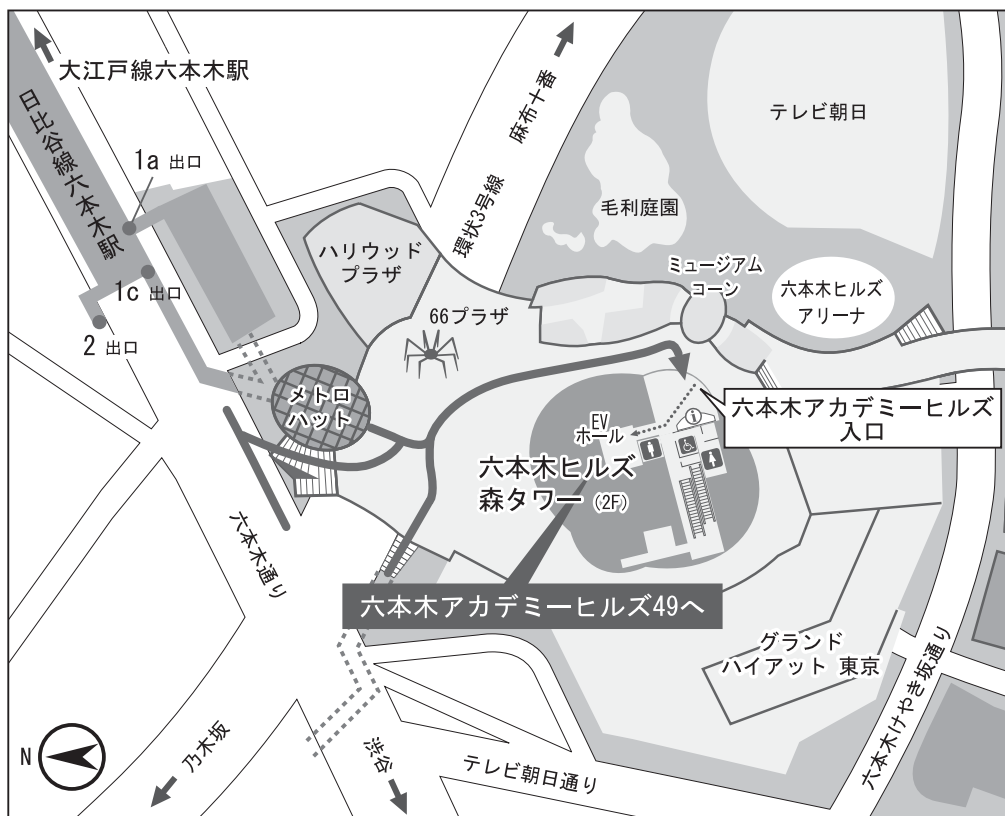 大江戸線六本木駅
日比谷線六本木駅
1a 出口
1c 出口
2 出口
環状3号線
麻布十番
テレビ朝日
毛利庭園
ハリウッド
プラザ
66プラザ
ミュージアム
コーン
六本木ヒルズ
アリーナ
メトロ
ハット
六本木アカデミーヒルズ
入口
EV
ホール
六本木ヒルズ
森タワー (2F)
六本木通り
六本木アカデミーヒルズ49へ
グランド
ハイアット 東京
六本木けやき坂通り
N
乃木坂
渋谷
テレビ朝日通り